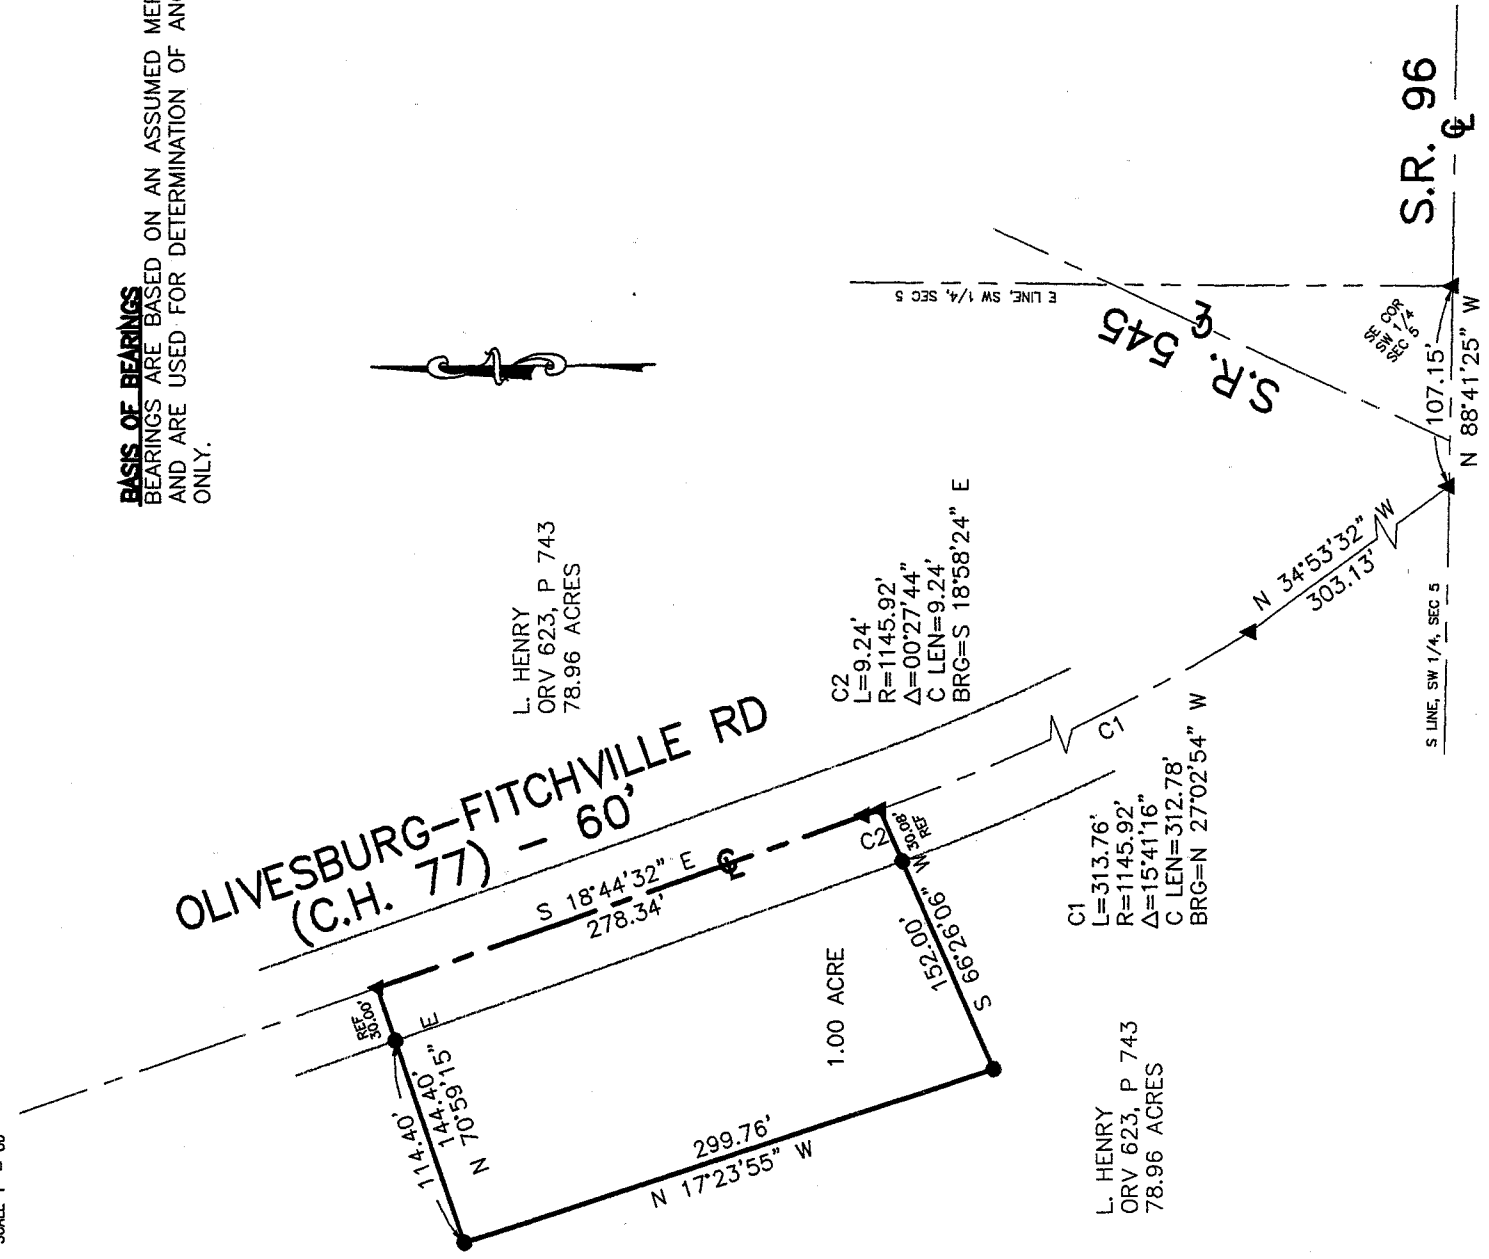 BASIS OF BEARINGS
BEARINGS ARE BASED ON AN ASSUMED
AND ARE USED FOR DETERMINATION OF
ONLY.
L. HENRY
ORV 623, P 743
78.96 ACRES
OLIVESBURG-FITCHVILLE RD
(C.H. 77) - 60'
S 18°44'32" E
278.34'
C2
L=9.24'
R=1145.92'
Δ=00°27'44"
C LEN=9.24'
BRG=S 18°58'24" E
E LINE, SW 1/4, SEC 5
S.R. 545
S.R. 96
SE COR
SW 1/4
SEC 5
107.15'
N 88°41'25" W
N 34°53'32" W
303.13'
S LINE, SW 1/4, SEC 5
C1
C1
L=313.76'
R=1145.92'
Δ=15°41'16"
C LEN=312.78'
BRG=N 27°02'54" W
C2
30.08'
REF
REF
30.00'
114.40'
144.40'
N 70°59'15" E
1.00 ACRE
152.00'
S 66°26'06" W
299.76'
N 17°23'55" W
L. HENRY
ORV 623, P 743
78.96 ACRES